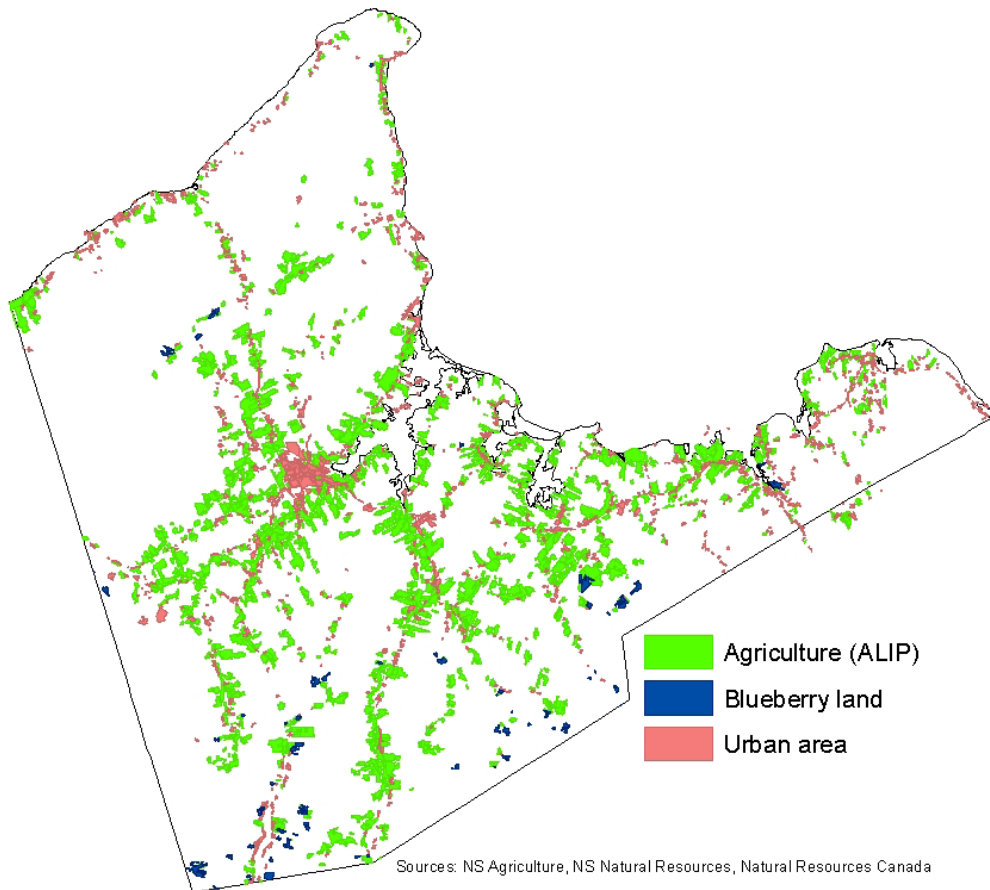 Agriculture (ALIP)
Blueberry land
Urban area
Sources: NS Agriculture, NS Natural Resources, Natural Resources Canada